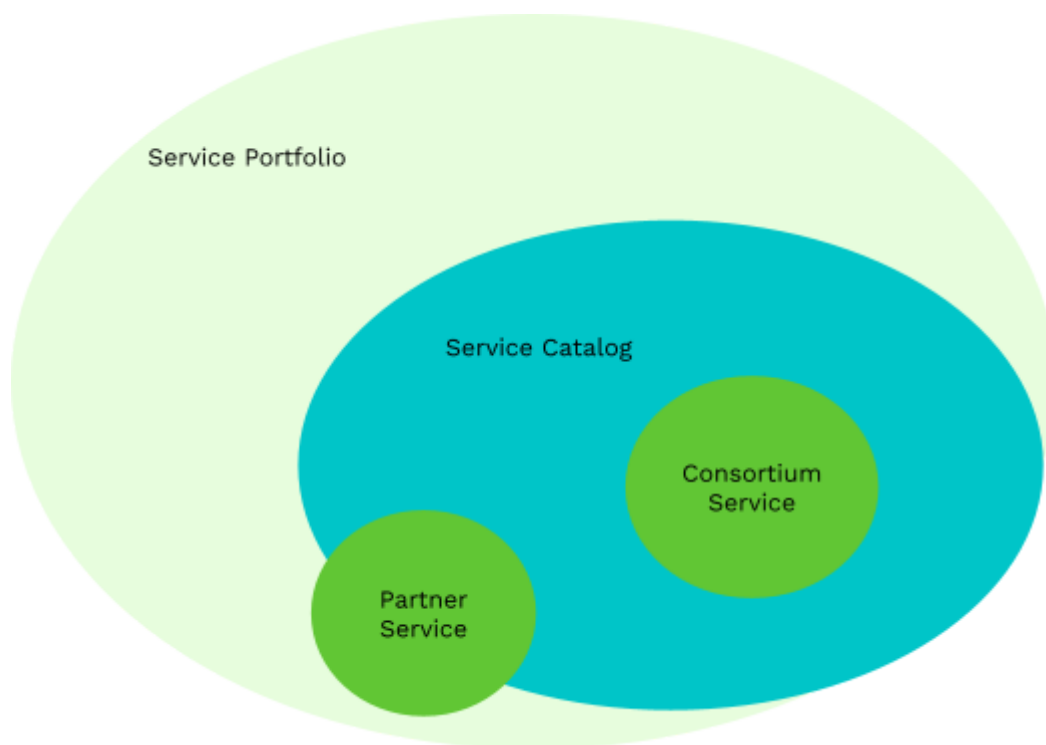 Service Portfolio
Service Catalog
Consortium
Service
Partner
Service